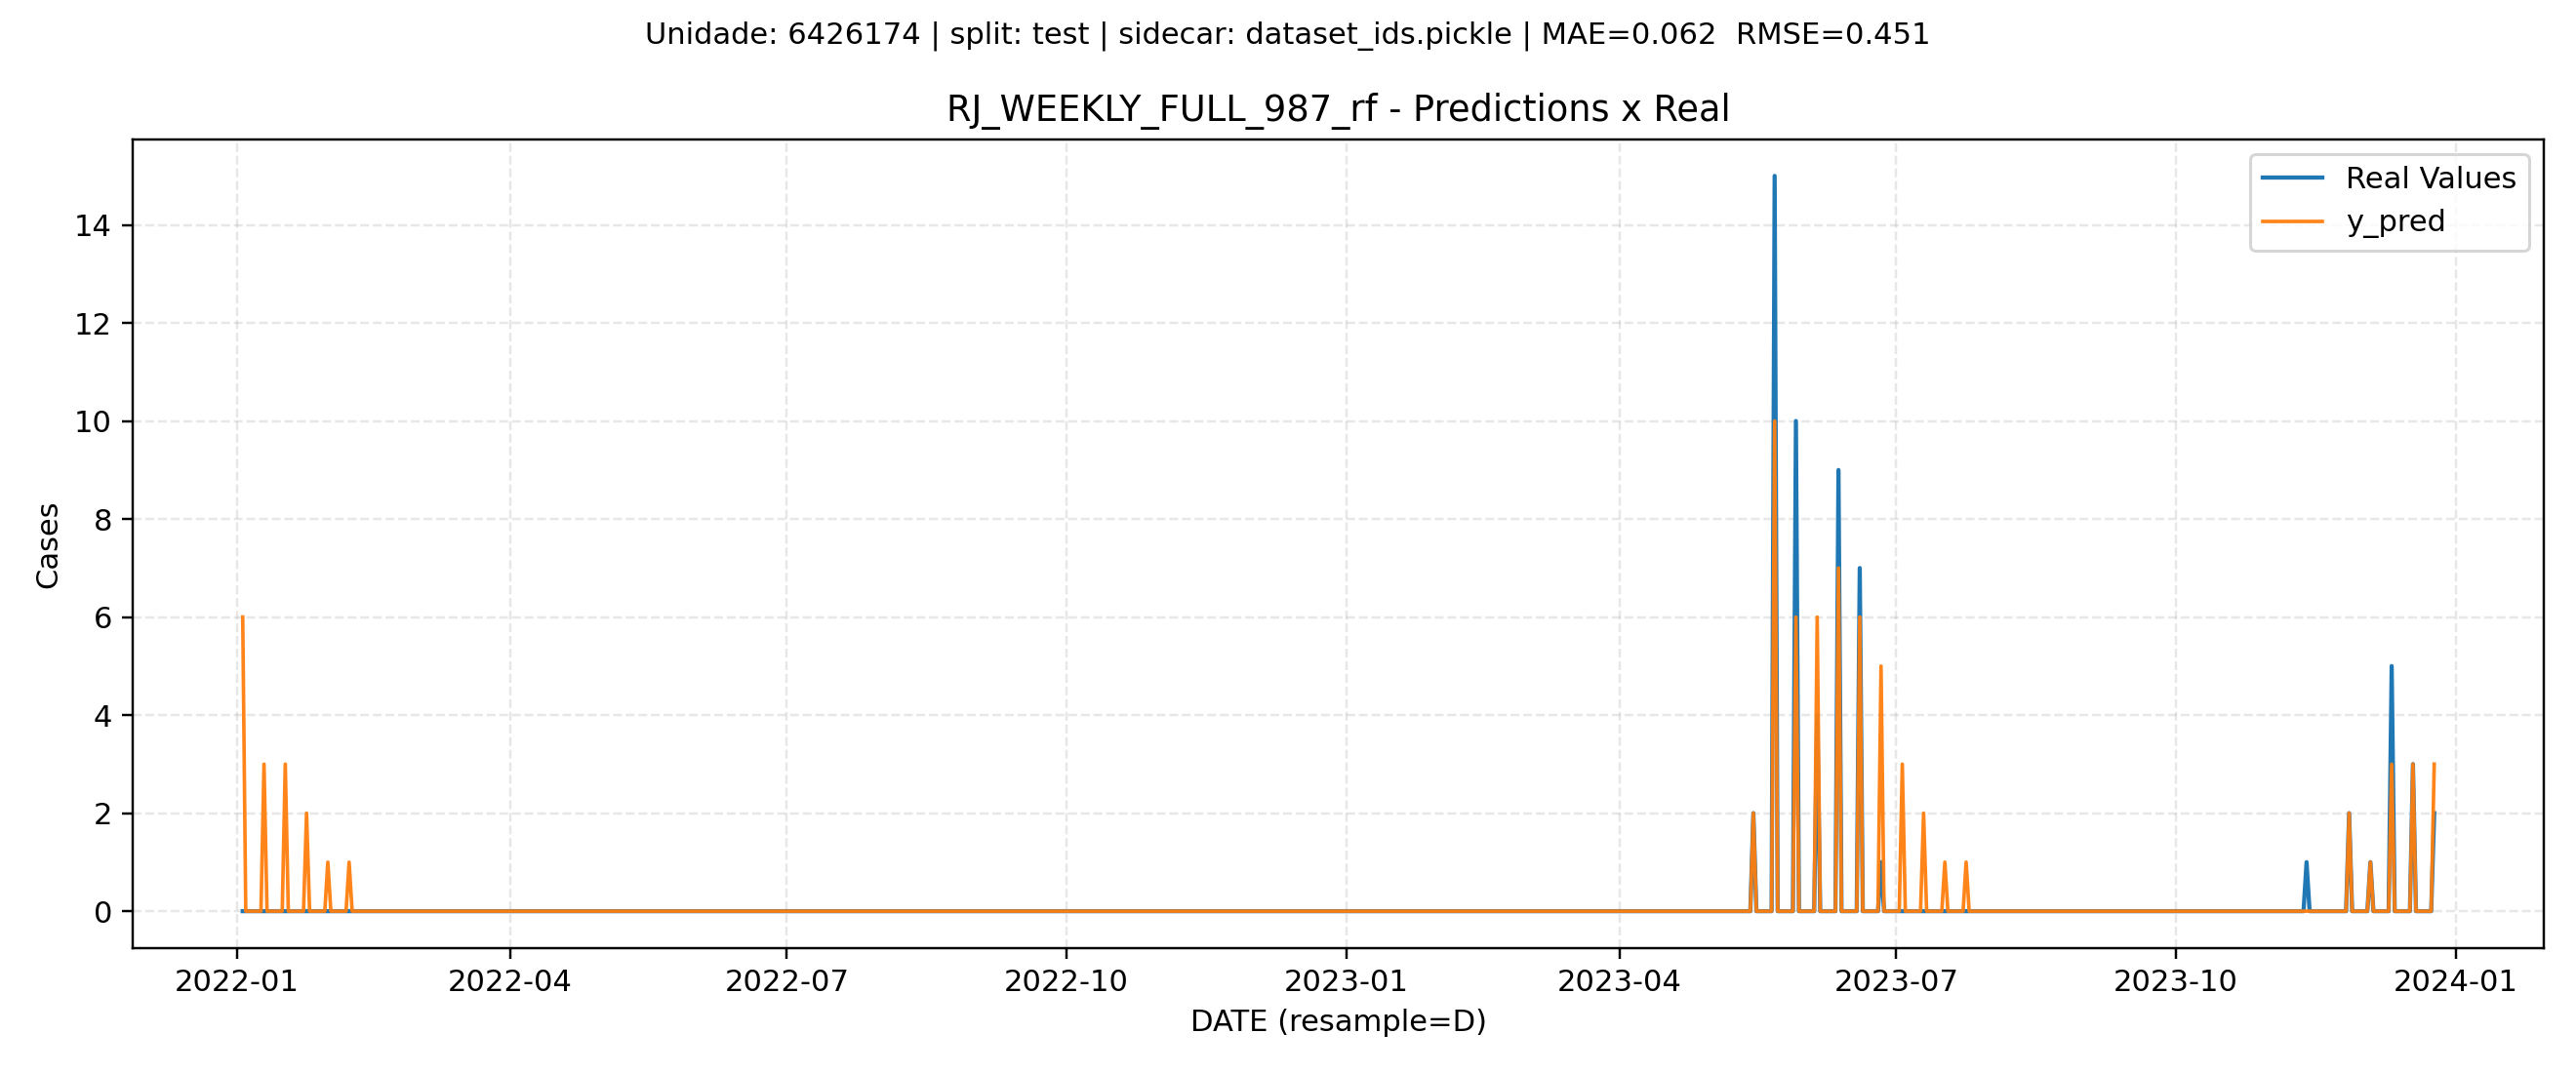 Unidade: 6426174 | split: test | sidecar: dataset_ids.pickle | MAE=0.062  RMSE=0.451
RJ_WEEKLY_FULL_987_rf - Predictions x Real
Real Values
y_pred
Cases
14
12
10
8
6
4
2
0
2022-01
2022-04
2022-07
2022-10
2023-01
2023-04
2023-07
2023-10
2024-01
DATE (resample=D)